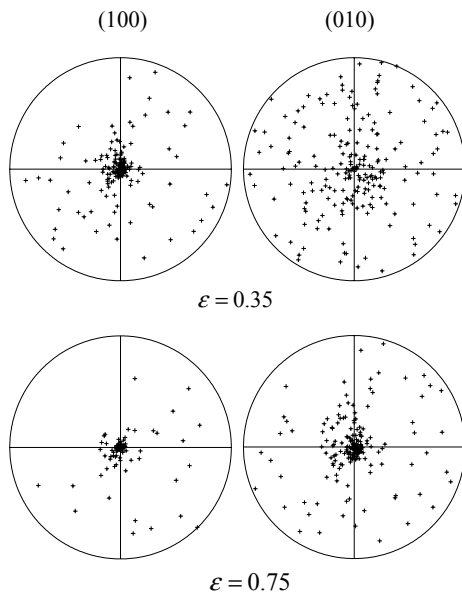 (100) (010)
ε = 0.35
ε = 0.75